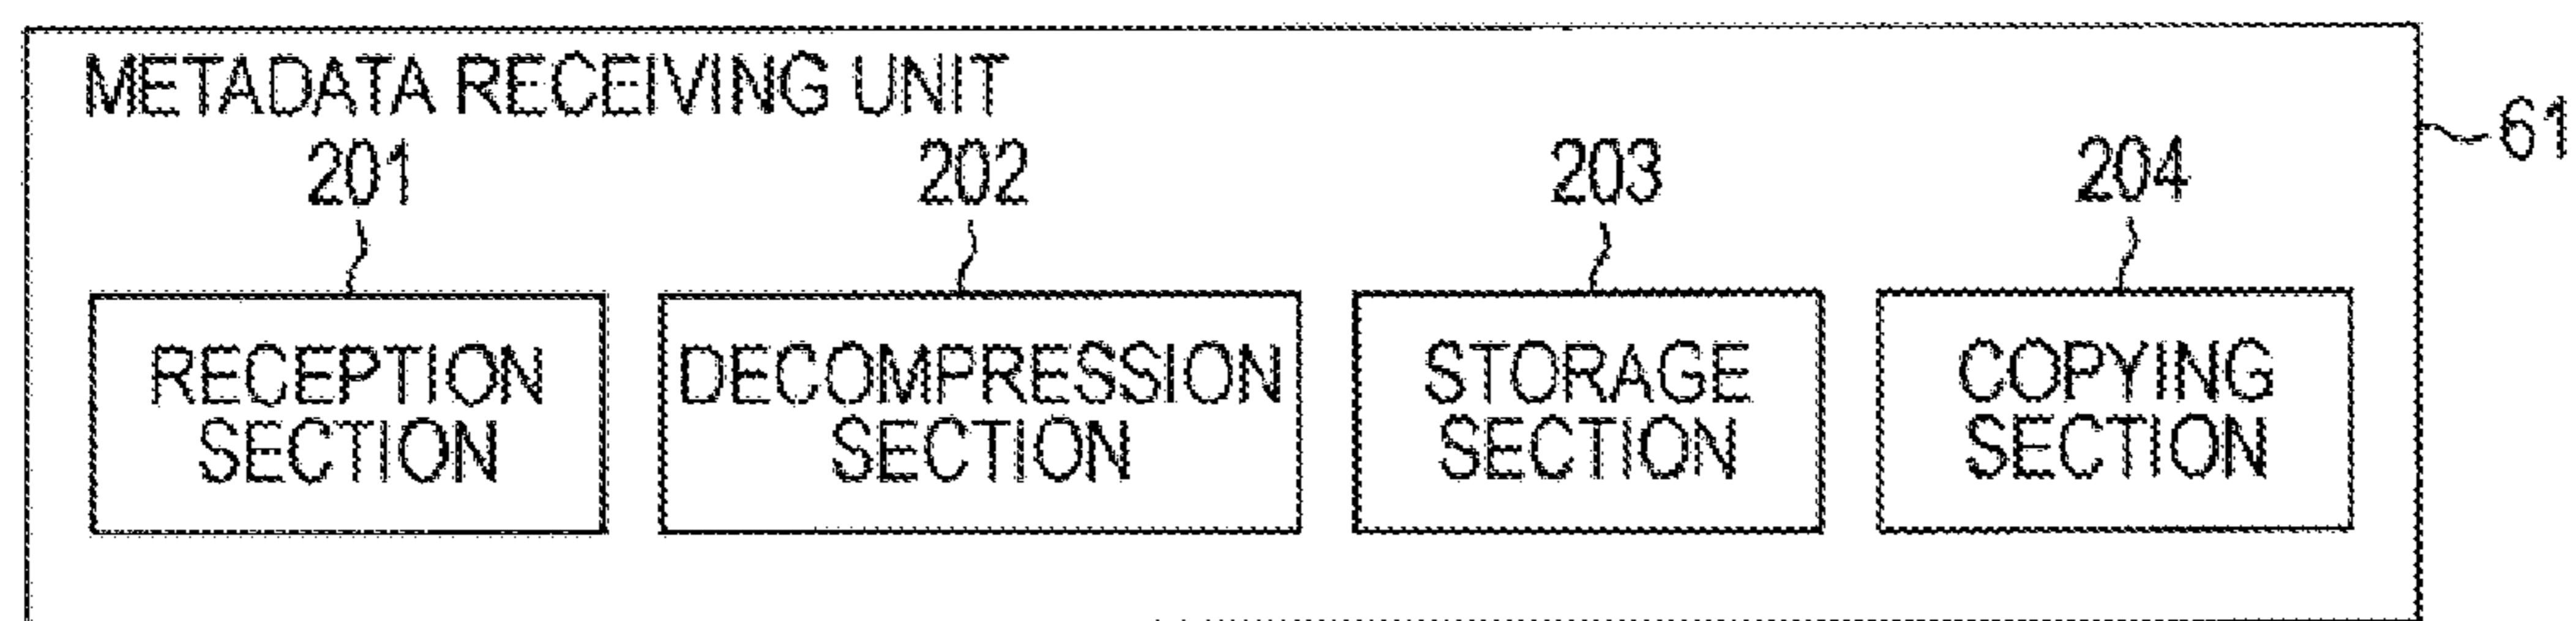 METADATA RECEIVING UNIT
61
201
202
203
204
RECEPTION
SECTION
DECOMPRESSION
SECTION
STORAGE
SECTION
COPYING
SECTION